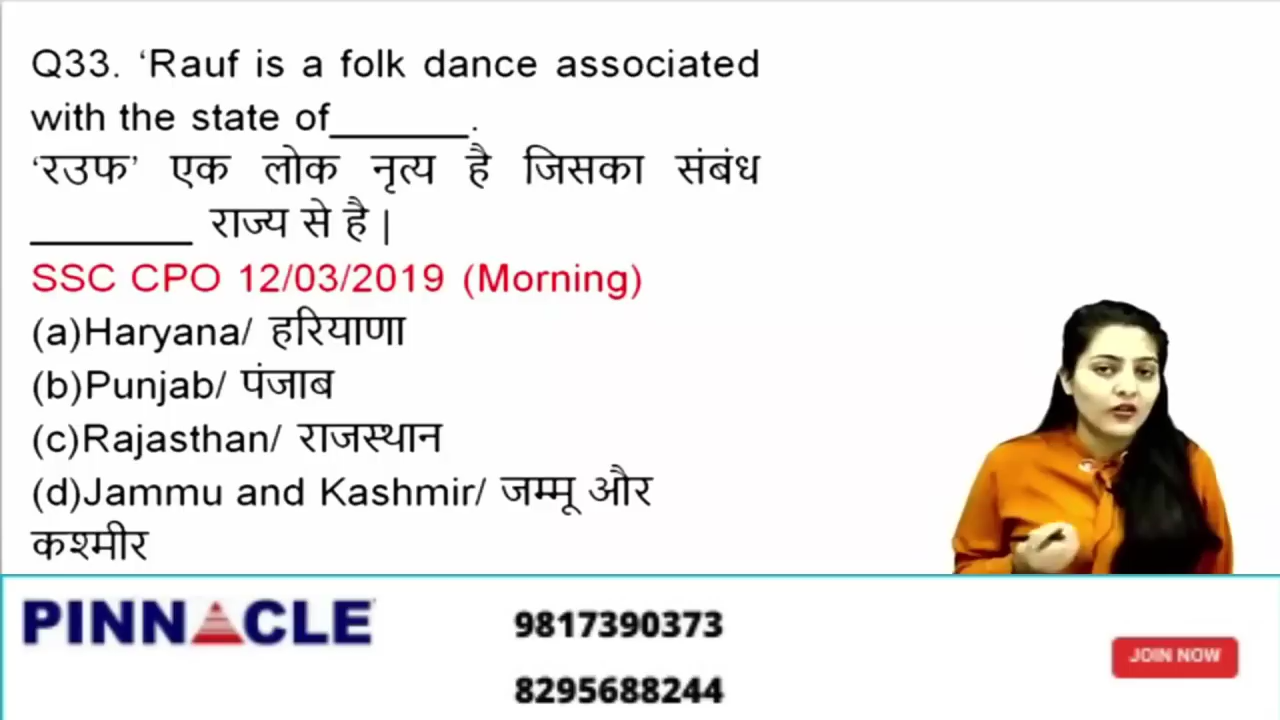 Q33. ‘Rauf is a folk dance associated
with the state of_______.
‘रउफ’ एक लोक नृत्य है जिसका संबंध
________ राज्य से है |
SSC CPO 12/03/2019 (Morning)
(a)Haryana/ हरियाणा
(b)Punjab/ पंजाब
(c)Rajasthan/ राजस्थान
(d)Jammu and Kashmir/ जम्मू और
कश्मीर
PINNACLE
9817390373
8295688244
JOIN NOW